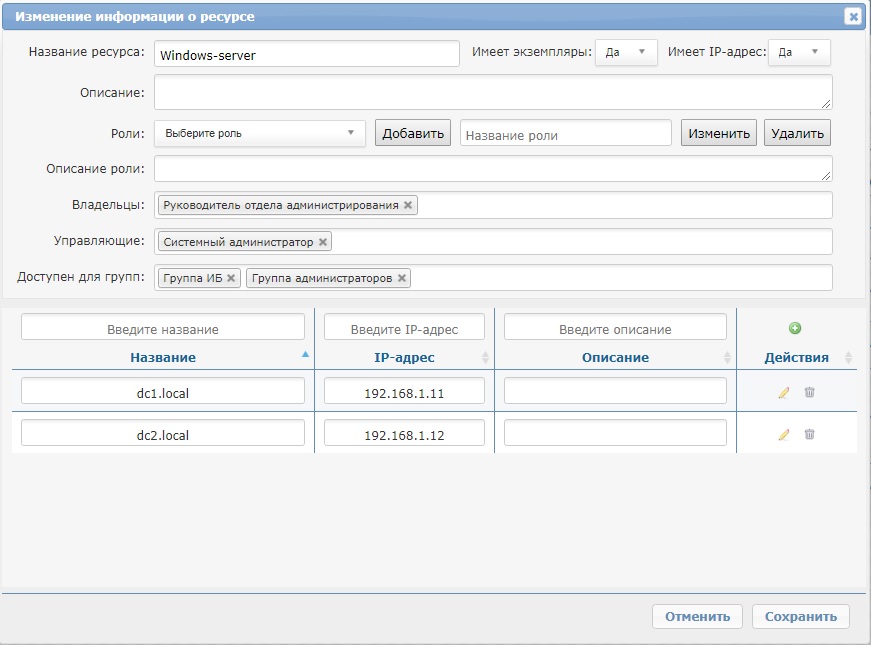 Изменение информации о ресурсе
Название ресурса: Windows-server Имеет экземпляры: Да Имеет IP-адрес: Да
Описание:
Роли: Выберите роль Добавить Название роли Изменить Удалить
Описание роли:
Владельцы: Руководитель отдела администрирования
Управляющие: Системный администратор
Доступен для групп: Группа ИБ Группа администраторов
Введите название Введите IP-адрес Введите описание
Название IP-адрес Описание Действия
dc1.local 192.168.1.11
dc2.local 192.168.1.12
Отменить Сохранить